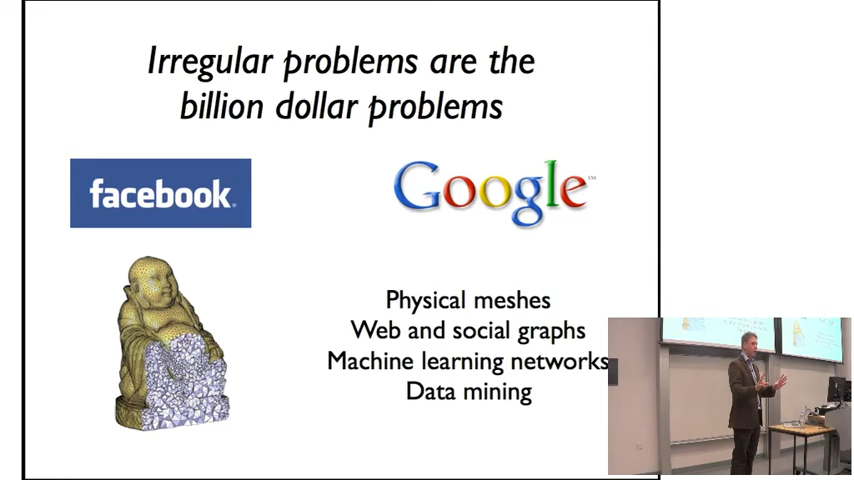 Irregular problems are the
billion dollar problems
facebook.
Google™
Physical meshes
Web and social graphs
Machine learning networks
Data mining